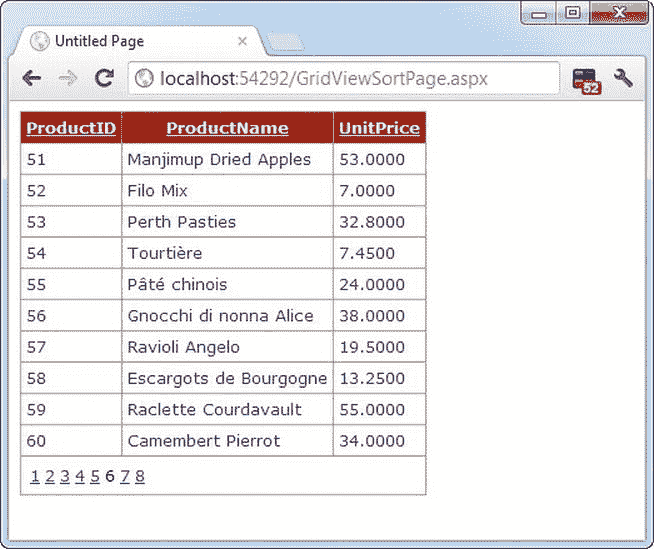 Untitled Page
localhost:54292/GridViewSortPage.aspx
52
ProductID ProductName UnitPrice
51 Manjimup Dried Apples 53.0000
52 Filo Mix 7.0000
53 Perth Pasties 32.8000
54 Tourtière 7.4500
55 Pâté chinois 24.0000
56 Gnocchi di nonna Alice 38.0000
57 Ravioli Angelo 19.5000
58 Escargots de Bourgogne 13.2500
59 Raclette Courdavault 55.0000
60 Camembert Pierrot 34.0000
1 2 3 4 5 6 7 8